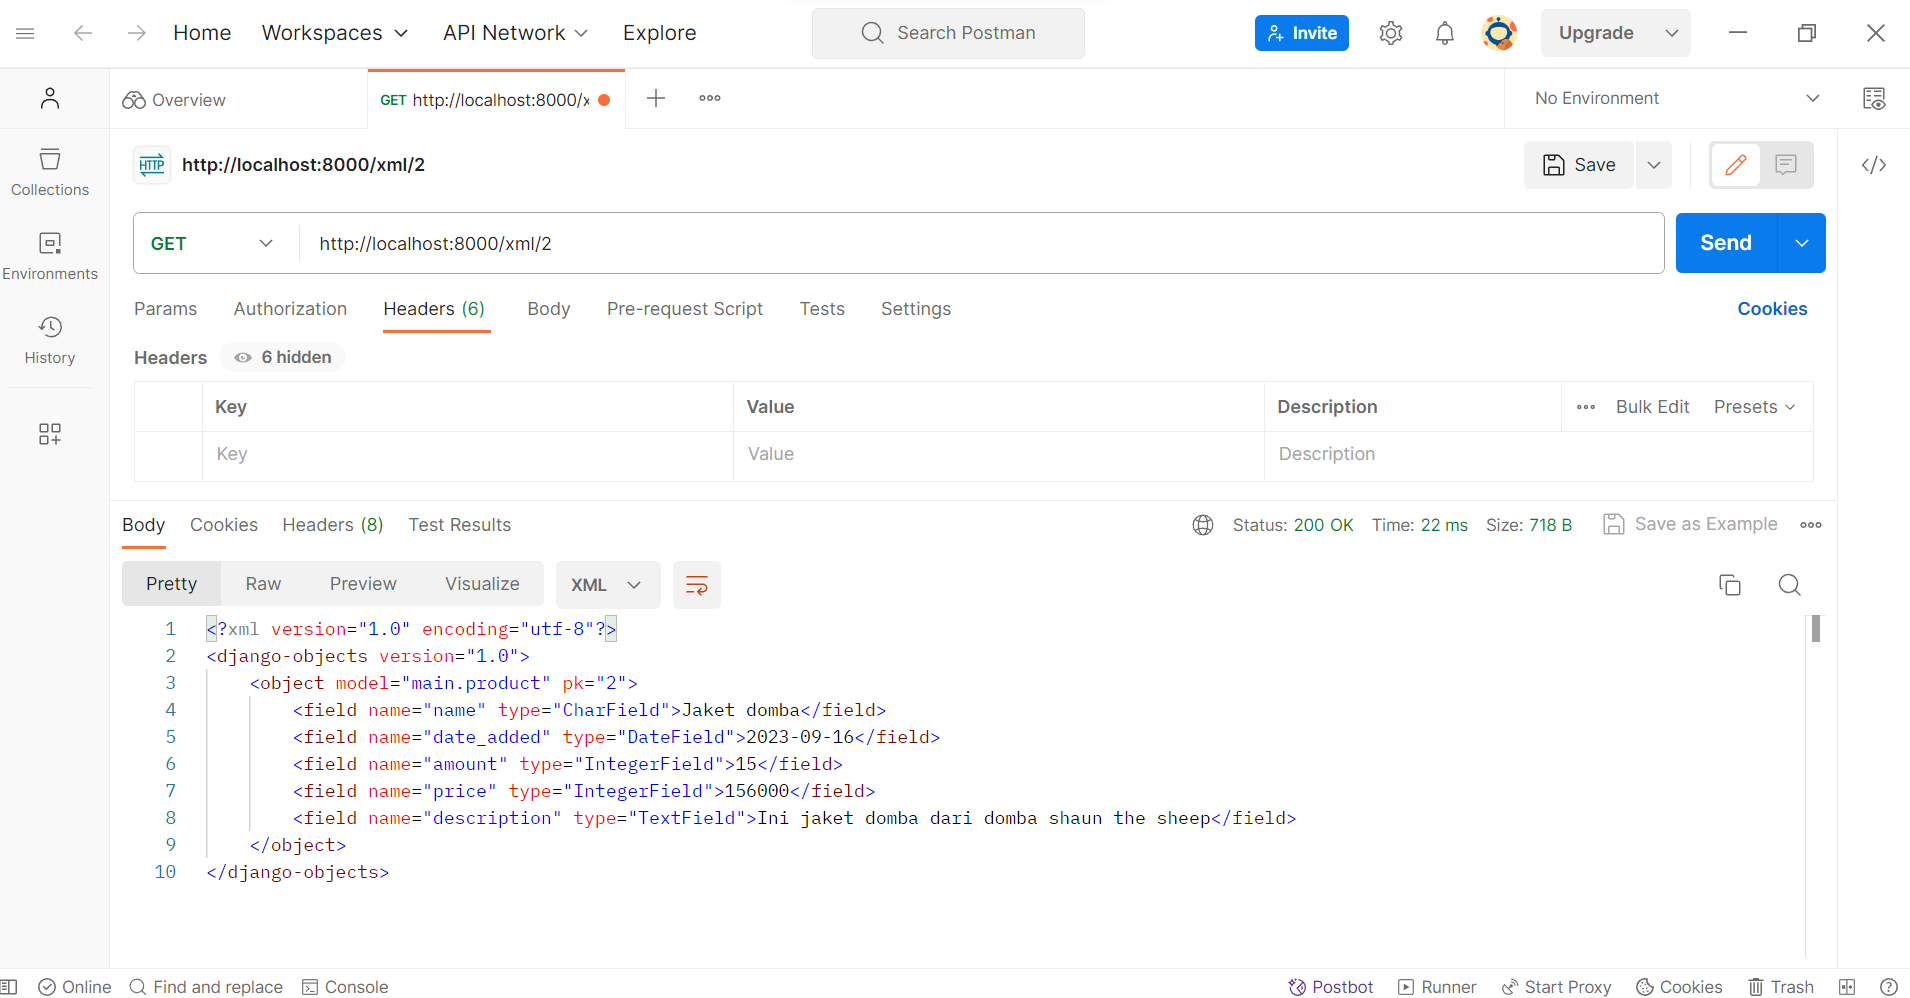 Home Workspaces API Network Explore Search Postman Invite Upgrade
Overview GET http://localhost:8000/x No Environment
HTTP http://localhost:8000/xml/2 Save
Collections
GET http://localhost:8000/xml/2 Send
Environments
Params Authorization Headers (6) Body Pre-request Script Tests Settings Cookies
History
Headers 6 hidden
Key Value Description Bulk Edit Presets
Key Value Description
Body Cookies Headers (8) Test Results Status: 200 OK Time: 22 ms Size: 718 B Save as Example
Pretty Raw Preview Visualize XML
1 <?xml version="1.0" encoding="utf-8"?>
2 <django-objects version="1.0">
3 <object model="main.product" pk="2">
4 <field name="name" type="CharField">Jaket domba</field>
5 <field name="date_added" type="DateField">2023-09-16</field>
6 <field name="amount" type="IntegerField">15</field>
7 <field name="price" type="IntegerField">156000</field>
8 <field name="description" type="TextField">Ini jaket domba dari domba shaun the sheep</field>
9 </object>
10 </django-objects>
Online Find and replace Console Postbot Runner Start Proxy Cookies Trash